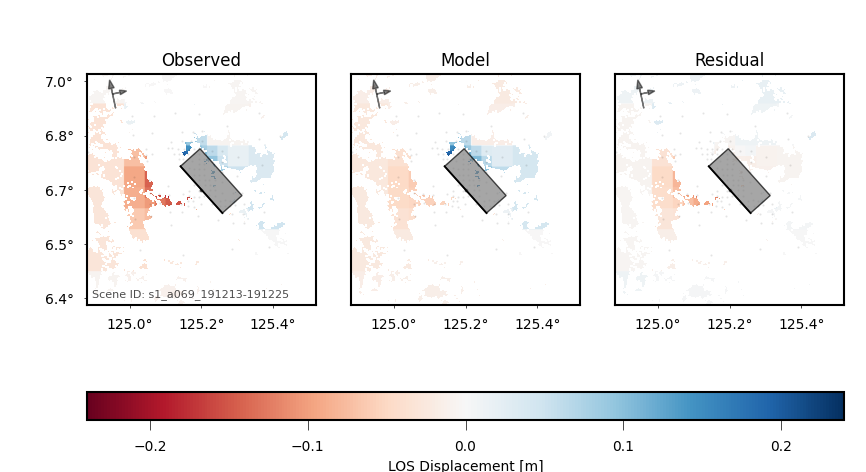 Observed
Model
Residual
7.0°
6.8°
6.7°
6.5°
6.4°
Scene ID: s1_a069_191213-191225
125.0° 125.2° 125.4°
125.0° 125.2° 125.4°
125.0° 125.2° 125.4°
−0.2 −0.1 0.0 0.1 0.2
LOS Displacement [m]